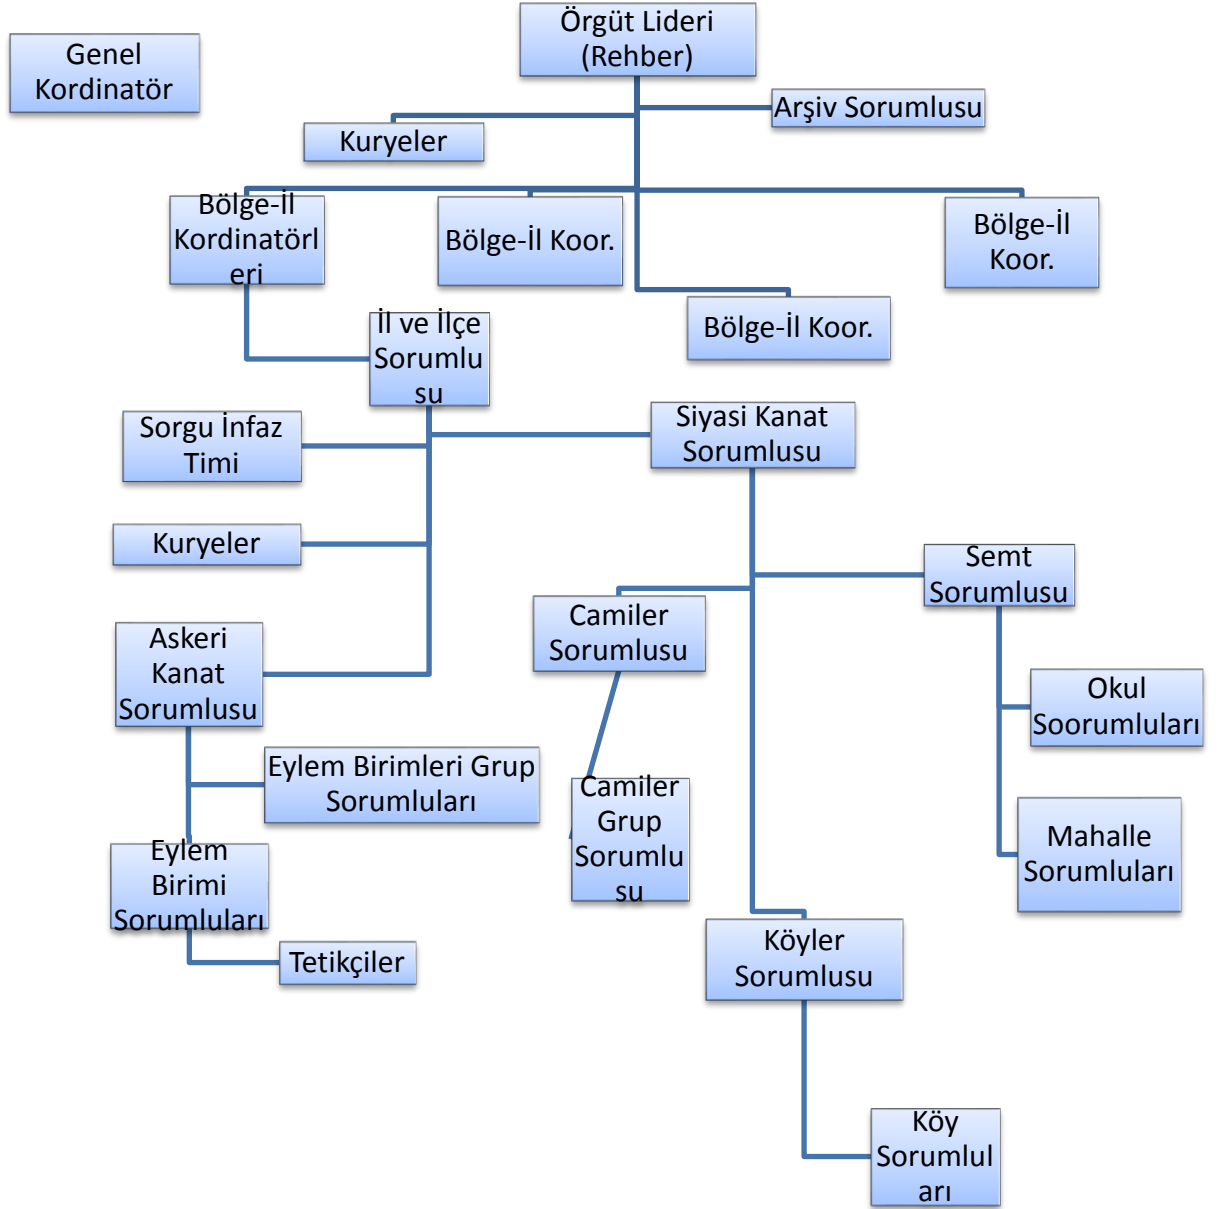 Örgüt Lideri
(Rehber)
Genel
Kordinatör
Arşiv Sorumlusu
Kuryeler
Bölge-İl
Kordinatörl
eri
Bölge-İl Koor.
Bölge-İl
Koor.
Bölge-İl Koor.
İl ve İlçe
Sorumlu
su
Sorgu İnfaz
Timi
Siyasi Kanat
Sorumlusu
Kuryeler
Semt
Sorumlusu
Camiler
Sorumlusu
Askeri
Kanat
Sorumlusu
Okul
Soorumluları
Eylem Birimleri Grup
Sorumluları
Camiler
Grup
Sorumlu
su
Mahalle
Sorumluları
Eylem
Birimi
Sorumluları
Tetikçiler
Köyler
Sorumlusu
Köy
Sorumlul
arı